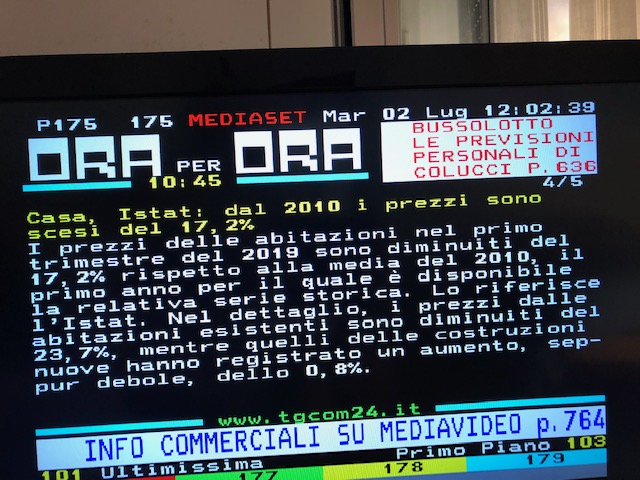 P175 175 MEDIASET Mar 02 Lug 12:02:39
ORA PER ORA
10:45
BUSSOLOTTO
LE PREVISIONI
PERSONALI DI
COLUCCI P.636
4/5
Casa, Istat: dal 2010 i prezzi sono
scesi del 17,2%
I prezzi delle abitazioni nel primo
trimestre del 2019 sono diminuiti del
17,2% rispetto alla media del 2010, il
primo anno per il quale è disponibile
la relativa serie storica. Lo riferisce
l'Istat. Nel dettaglio, i prezzi dalle
abitazioni esistenti sono diminuiti del
23,7%, mentre quelli delle costruzioni
nuove hanno registrato un aumento, sep-
pur debole, dello 0,8%.
www.tgcom24.it
INFO COMMERCIALI SU MEDIAVIDEO p.764
101 Ultimissima Primo Piano 103
177 178 179